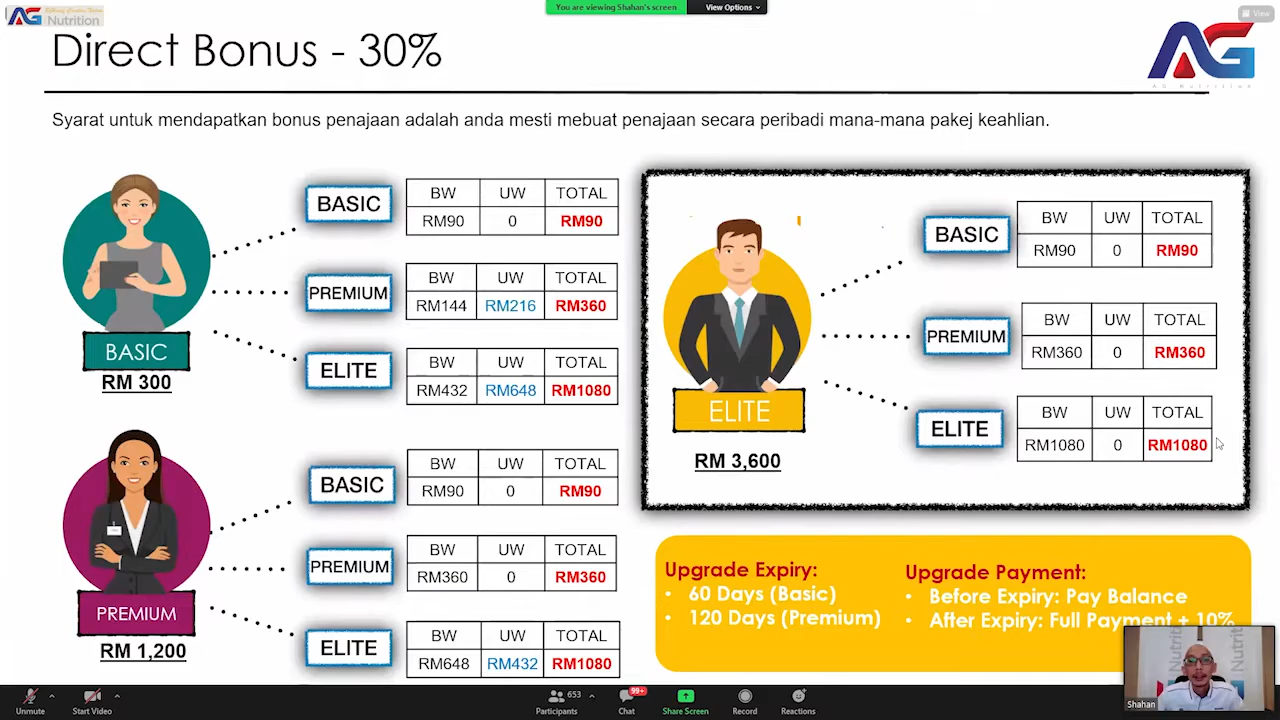 You are viewing Shahan's screen
View Options
View
AG
Nutrition
Direct Bonus - 30%
AG
AG Nutrition
Syarat untuk mendapatkan bonus penajaan adalah anda mesti mebuat penajaan secara peribadi mana-mana pakej keahlian.
BASIC
RM 300
BASIC
BW UW TOTAL
RM90 0 RM90
PREMIUM
BW UW TOTAL
RM144 RM216 RM360
ELITE
BW UW TOTAL
RM432 RM648 RM1080
PREMIUM
RM 1,200
BASIC
BW UW TOTAL
RM90 0 RM90
PREMIUM
BW UW TOTAL
RM360 0 RM360
ELITE
BW UW TOTAL
RM648 RM432 RM1080
ELITE
RM 3,600
BASIC
BW UW TOTAL
RM90 0 RM90
PREMIUM
BW UW TOTAL
RM360 0 RM360
ELITE
BW UW TOTAL
RM1080 0 RM1080
Upgrade Expiry:
• 60 Days (Basic)
• 120 Days (Premium)
Upgrade Payment:
• Before Expiry: Pay Balance
• After Expiry: Full Payment + 10%
Shahan
Unmute
Start Video
653
Participants
99+
Chat
Share Screen
Record
Reactions